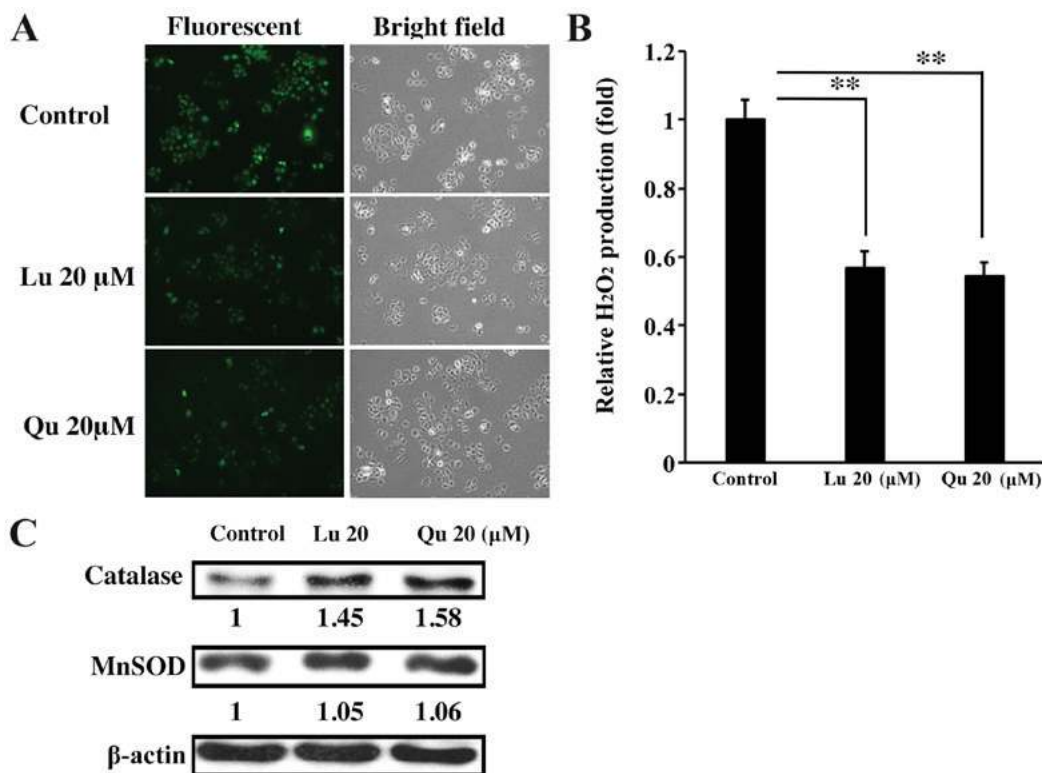 A
Fluorescent Bright field
Control
Lu 20 μM
Qu 20μM
B
Relative H₂O₂ production (fold)
1.2
1
0.8
0.6
0.4
0.2
0
** **
Control Lu 20 (μM) Qu 20 (μM)
C
Control Lu 20 Qu 20 (μM)
Catalase
1 1.45 1.58
MnSOD
1 1.05 1.06
β-actin